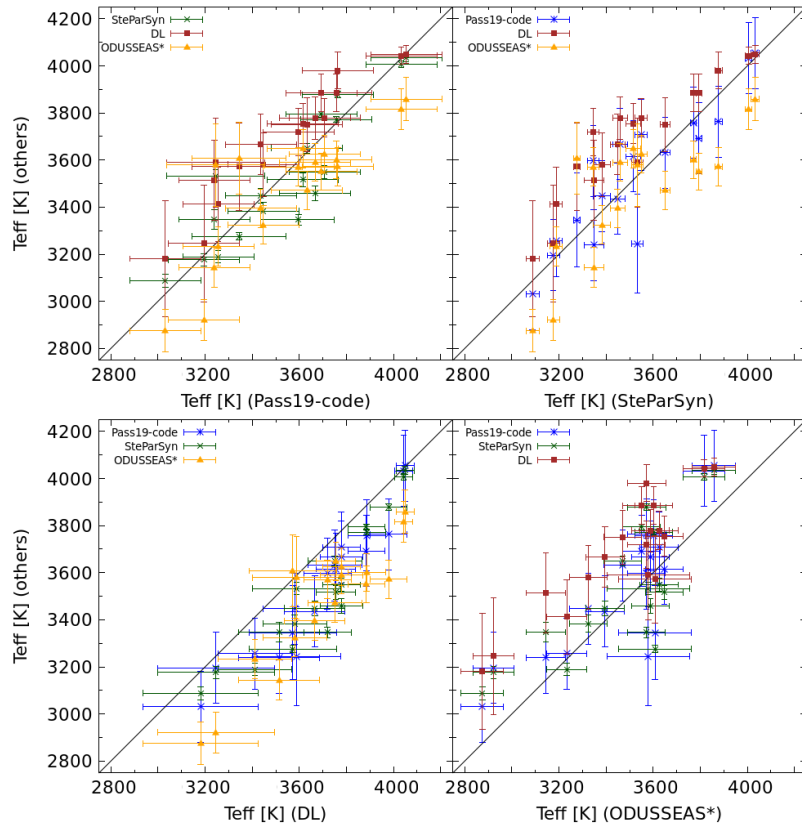 SteParSyn
DL
ODUSSEAS*
Pass19-code
DL
ODUSSEAS*
4200
4000
3800
3600
3400
3200
3000
2800
Teff [K] (others)
2800 3200 3600 4000
2800 3200 3600 4000
Teff [K] (Pass19-code)
Teff [K] (SteParSyn)
Pass19-code
SteParSyn
ODUSSEAS*
Pass19-code
SteParSyn
DL
4200
4000
3800
3600
3400
3200
3000
2800
Teff [K] (others)
2800 3200 3600 4000
2800 3200 3600 4000
Teff [K] (DL)
Teff [K] (ODUSSEAS*)